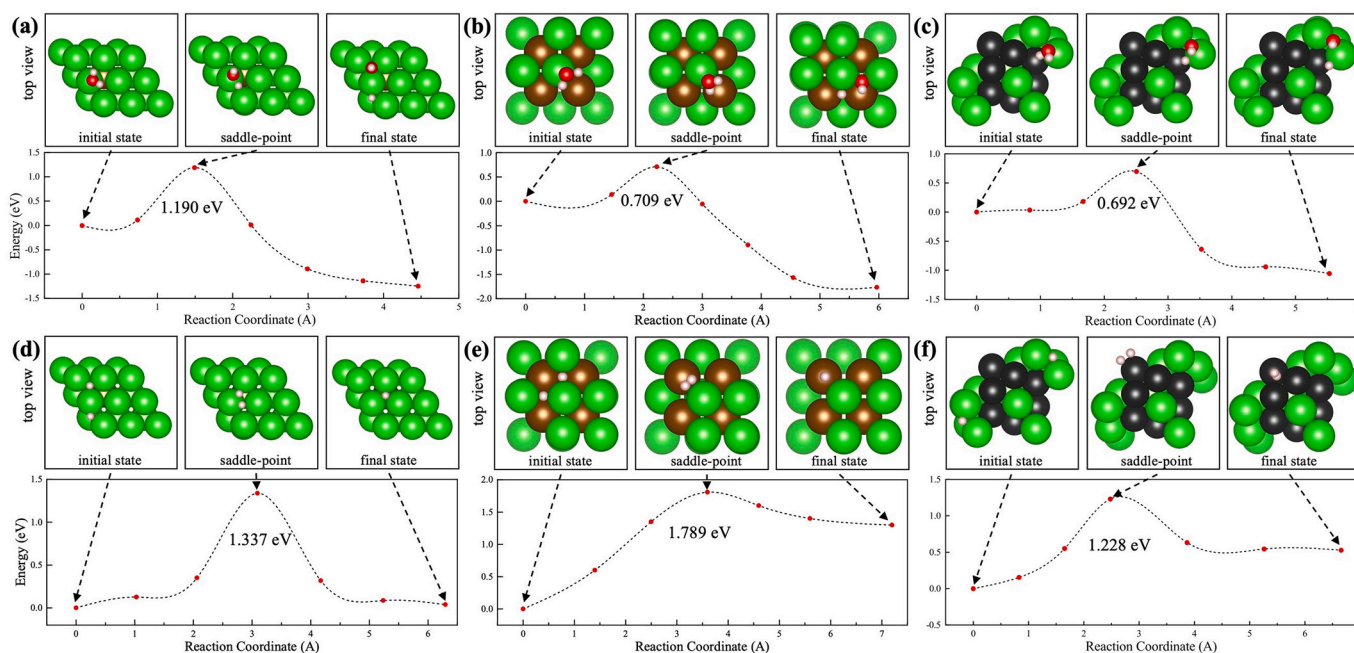 (a)
top view
initial state
saddle-point
final state
Energy (eV)
1.5
1.0
0.5
0.0
-0.5
-1.0
-1.5
1.190 eV
0 1 2 3 4 5
Reaction Coordinate (A)
(b)
top view
initial state
saddle-point
final state
1.0
0.5
0.0
-0.5
-1.0
-1.5
-2.0
0.709 eV
0 1 2 3 4 5 6
Reaction Coordinate (A)
(c)
top view
initial state
saddle-point
final state
1.0
0.5
0.0
-0.5
-1.0
-1.5
0.692 eV
0 1 2 3 4 5
Reaction Coordinate (A)
(d)
top view
initial state
saddle-point
final state
Energy (eV)
1.5
1.0
0.5
0.0
1.337 eV
0 1 2 3 4 5 6
Reaction Coordinate (A)
(e)
top view
initial state
saddle-point
final state
2.0
1.5
1.0
0.5
0.0
1.789 eV
0 1 2 3 4 5 6 7
Reaction Coordinate (A)
(f)
top view
initial state
saddle-point
final state
1.5
1.0
0.5
0.0
-0.5
1.228 eV
0 1 2 3 4 5 6
Reaction Coordinate (A)